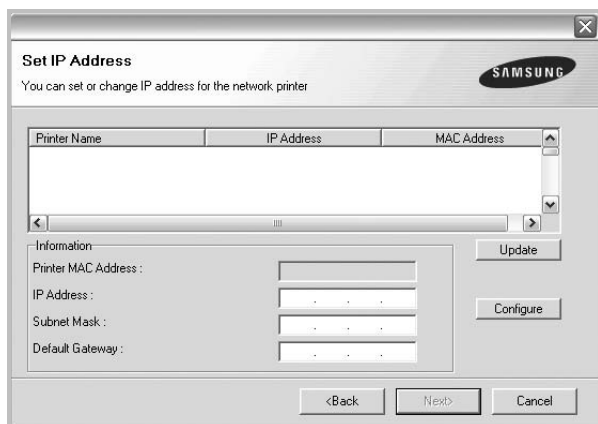 Set IP Address
You can set or change IP address for the network printer
SAMSUNG
Printer Name IP Address MAC Address
Information
Update
Printer MAC Address :
IP Address :
Configure
Subnet Mask :
Default Gateway :
<Back Next> Cancel